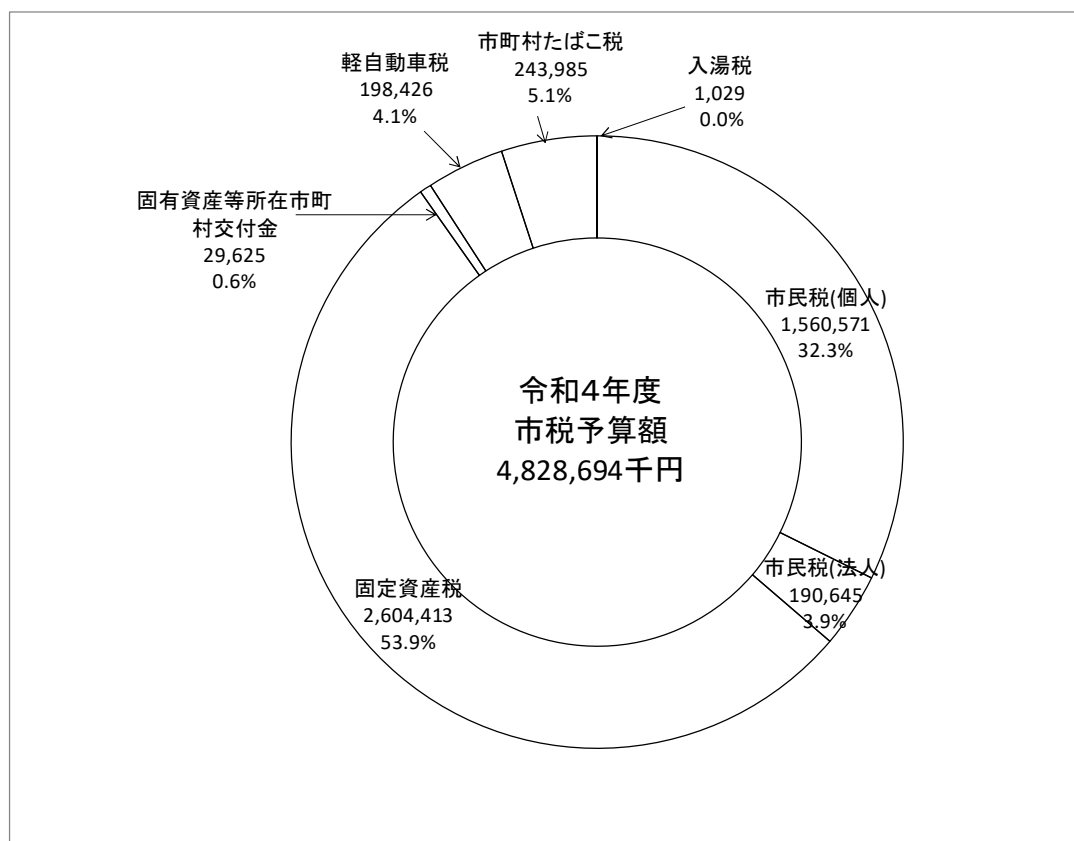 市町村たばこ税
243,985
5.1%
入湯税
1,029
0.0%
軽自動車税
198,426
4.1%
固有資産等所在市町
村交付金
29,625
0.6%
市民税(個人)
1,560,571
32.3%
令和4年度
市税予算額
4,828,694千円
市民税(法人)
190,645
3.9%
固定資産税
2,604,413
53.9%